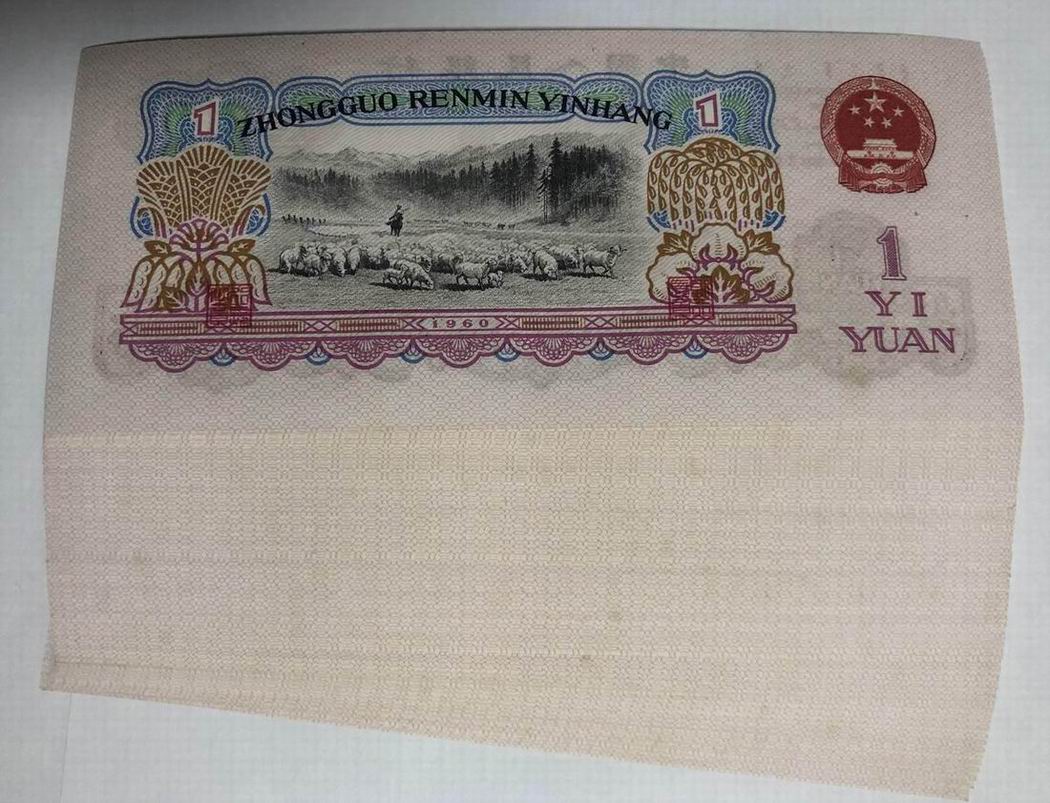 1 ZHONGGUO RENMIN YINHANG 1
1
YI
YUAN
1960